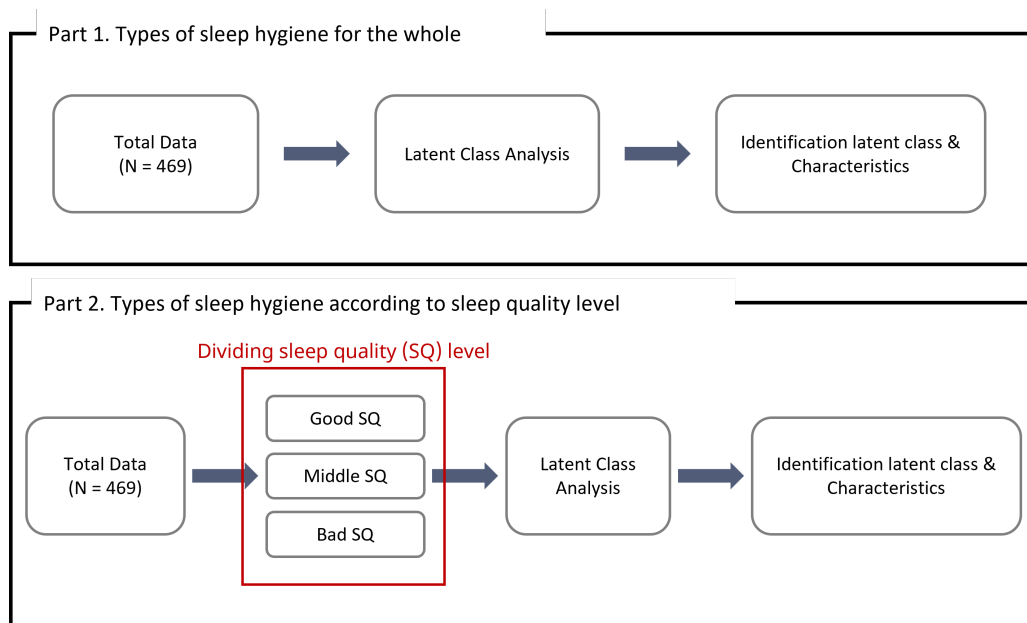 Part 1. Types of sleep hygiene for the whole
Total Data
(N = 469)
Latent Class Analysis
Identification latent class &
Characteristics
Part 2. Types of sleep hygiene according to sleep quality level
Dividing sleep quality (SQ) level
Total Data
(N = 469)
Good SQ
Middle SQ
Bad SQ
Latent Class
Analysis
Identification latent class &
Characteristics